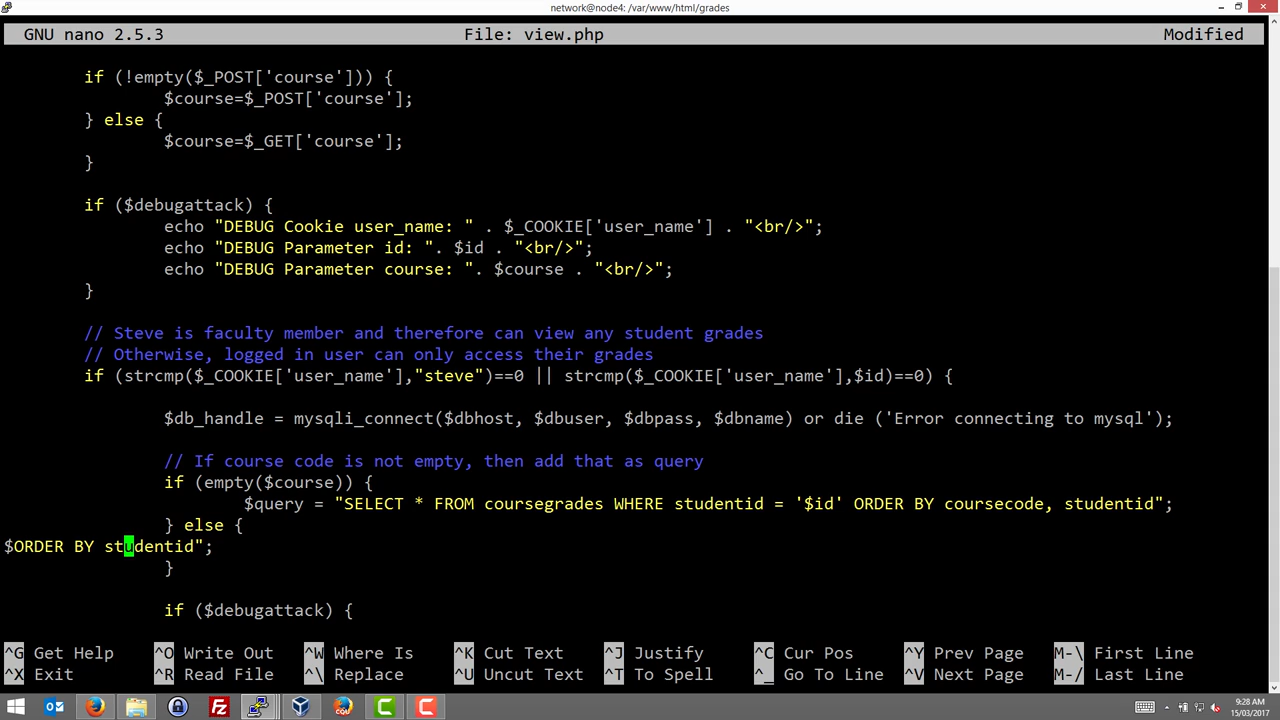 network@node4: /var/www/html/grades
GNU nano 2.5.3 File: view.php Modified
if (!empty($_POST['course'])) {
$course=$_POST['course'];
} else {
$course=$_GET['course'];
}
if ($debugattack) {
echo "DEBUG Cookie user_name: " . $_COOKIE['user_name'] . "<br/>";
echo "DEBUG Parameter id: ". $id . "<br/>";
echo "DEBUG Parameter course: ". $course . "<br/>";
}
// Steve is faculty member and therefore can view any student grades
// Otherwise, logged in user can only access their grades
if (strcmp($_COOKIE['user_name'],"steve")==0 || strcmp($_COOKIE['user_name'],$id)==0) {
$db_handle = mysqli_connect($dbhost, $dbuser, $dbpass, $dbname) or die ('Error connecting to mysql');
// If course code is not empty, then add that as query
if (empty($course)) {
$query = "SELECT * FROM coursegrades WHERE studentid = '$id' ORDER BY coursecode, studentid";
} else {
$ORDER BY studentid";
}
if ($debugattack) {
^G Get Help ^O Write Out ^W Where Is ^K Cut Text ^J Justify ^C Cur Pos ^Y Prev Page M-\ First Line
^X Exit ^R Read File ^\ Replace ^U Uncut Text ^T To Spell ^_ Go To Line ^V Next Page M-/ Last Line
9:28 AM
15/03/2017